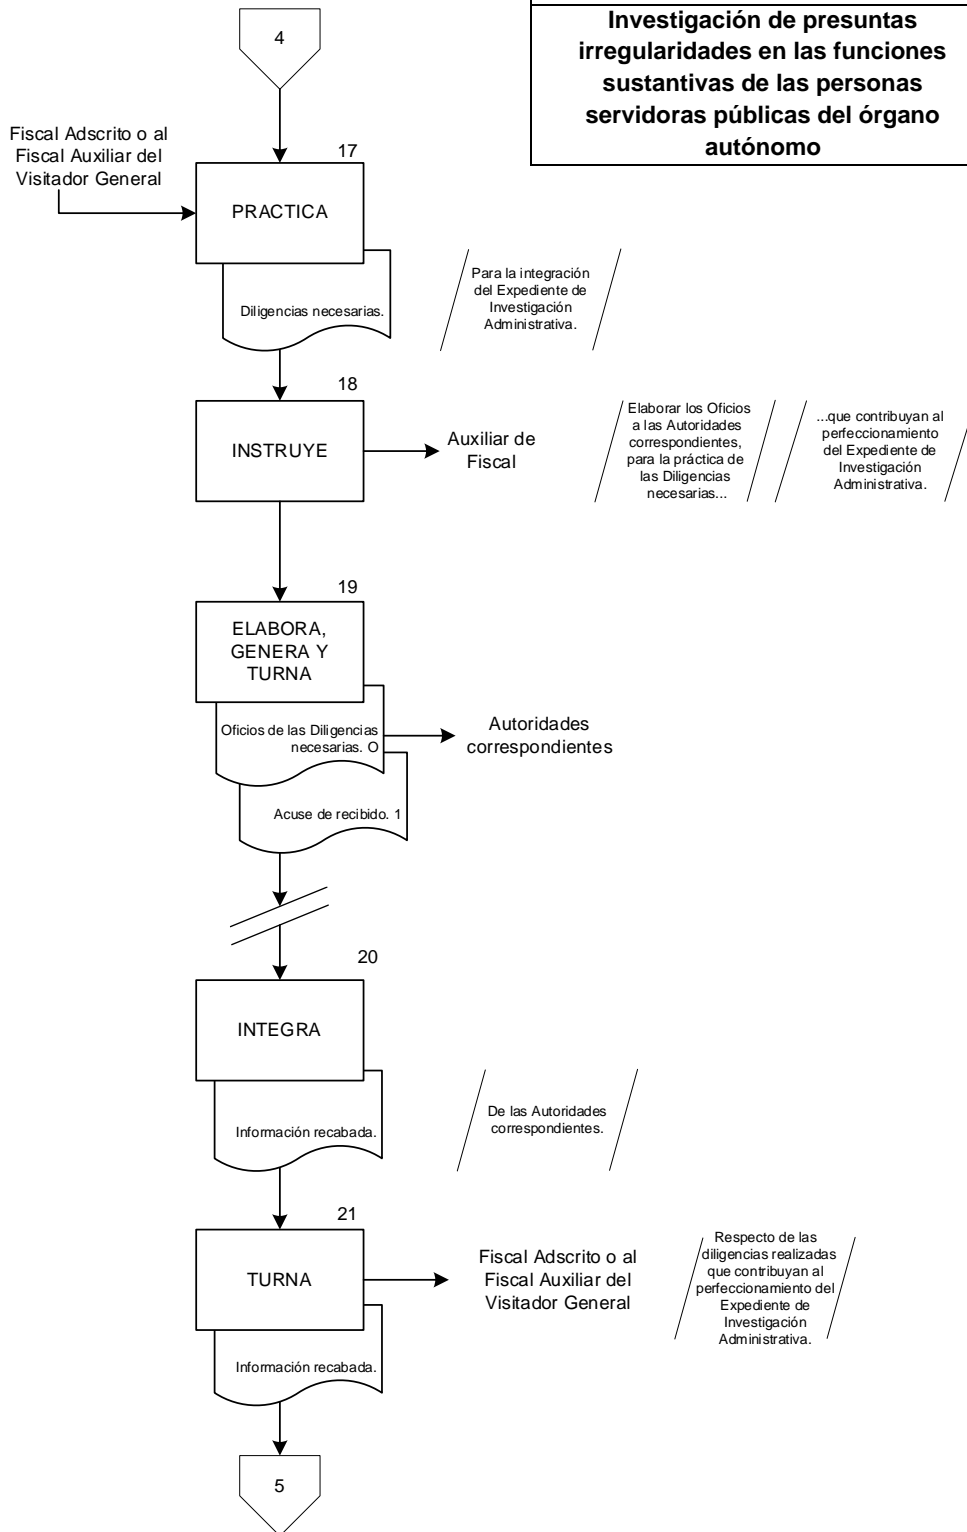 Investigación de presuntas
irregularidades en las funciones
sustantivas de las personas
servidoras públicas del órgano
autónomo
4
Fiscal Adscrito o al
Fiscal Auxiliar del
Visitador General
17
PRACTICA
Diligencias necesarias.
Para la integración
del Expediente de
Investigación
Administrativa.
18
INSTRUYE
Auxiliar de
Fiscal
Elaborar los Oficios
a las Autoridades
correspondientes,
para la práctica de
las Diligencias
necesarias...
...que contribuyan al
perfeccionamiento
del Expediente de
Investigación
Administrativa.
19
ELABORA,
GENERA Y
TURNA
Oficios de las Diligencias
necesarias. O
Autoridades
correspondientes
Acuse de recibido. 1
20
INTEGRA
Información recabada.
De las Autoridades
correspondientes.
21
TURNA
Fiscal Adscrito o al
Fiscal Auxiliar del
Visitador General
Respecto de las
diligencias realizadas
que contribuyan al
perfeccionamiento del
Expediente de
Investigación
Administrativa.
Información recabada.
5